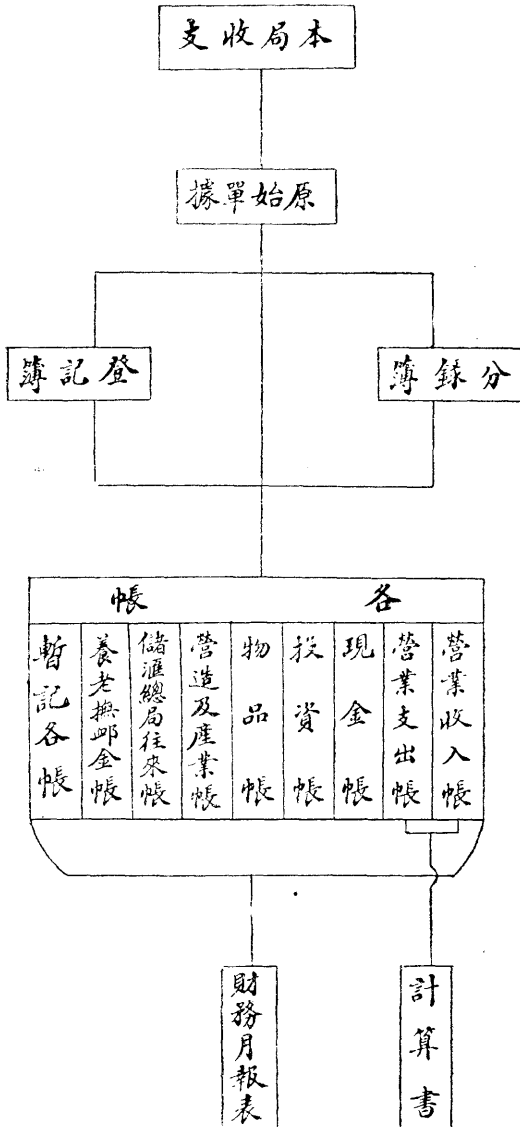 本局收支
原始單據
分錄簿
登記簿
各帳
營業收入帳
營業支出帳
現金帳
投資帳
物品帳
營造及產業帳
儲滙總局往來帳
養老撫卹金帳
暫記各帳
計算書
財務月報表